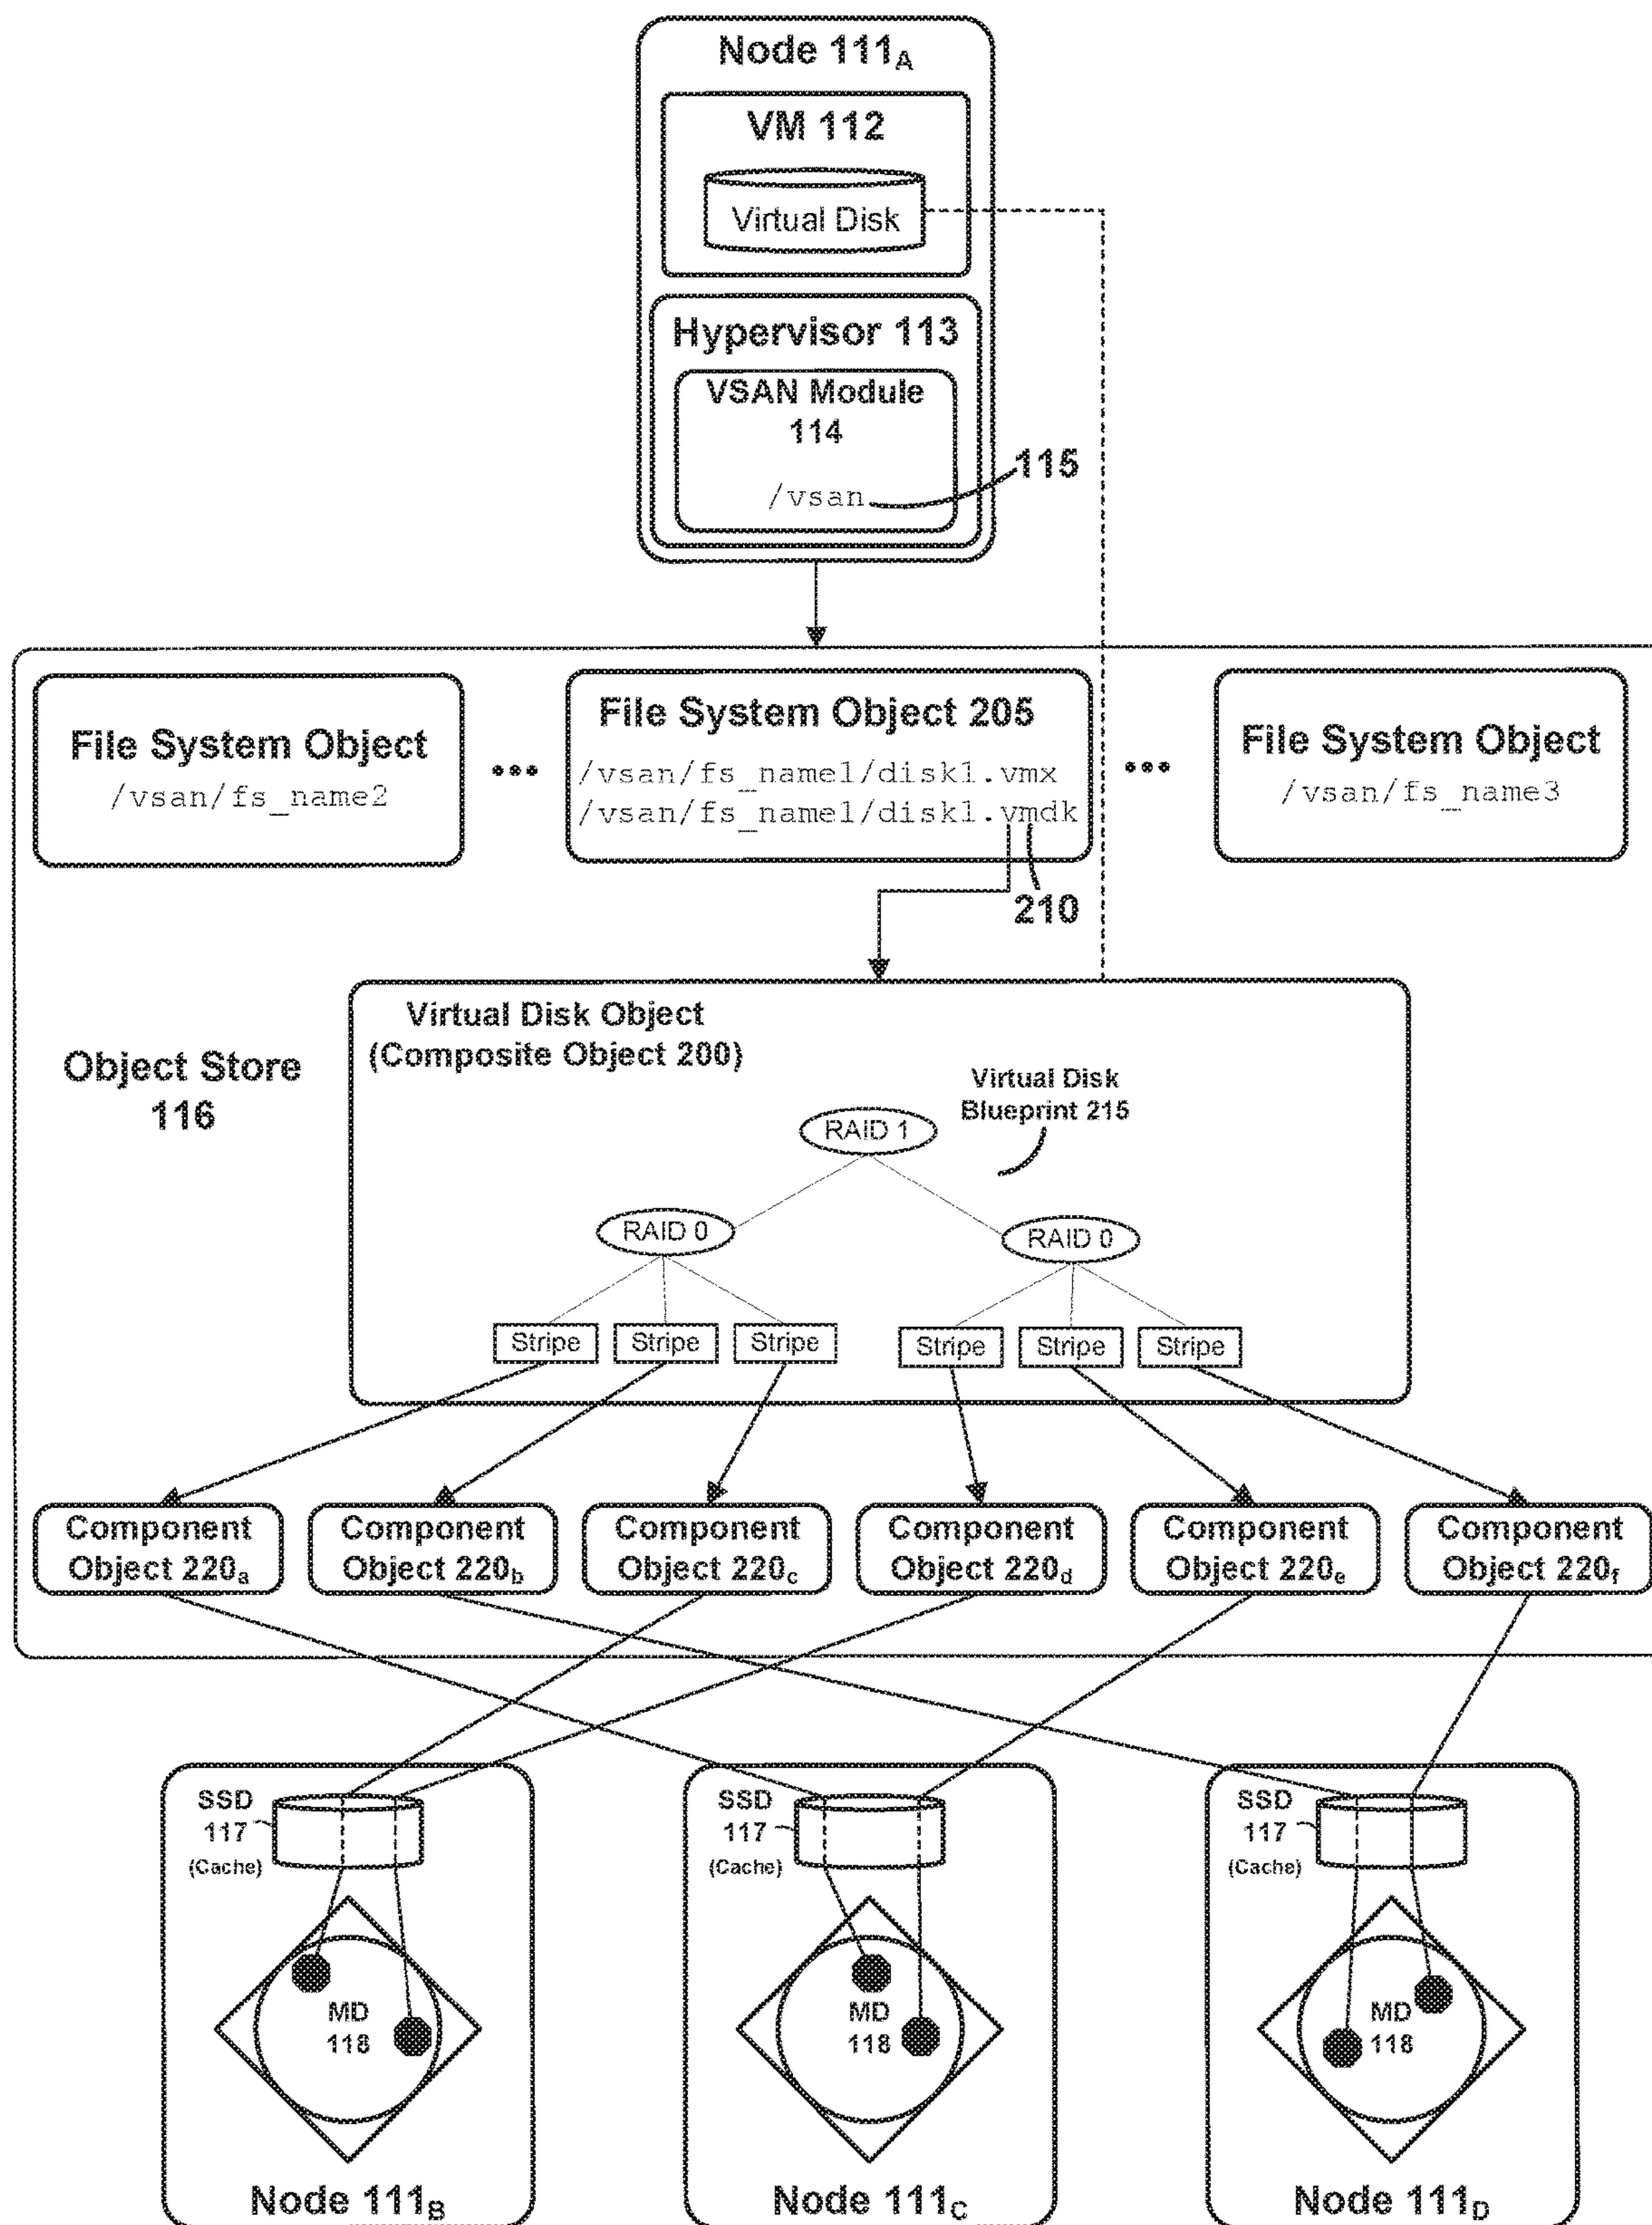 Node 111A
VM 112
Virtual Disk
Hypervisor 113
VSAN Module
114
/vsan
115
File System Object
/vsan/fs_name2
•••
File System Object 205
/vsan/fs_name1/disk1.vmx
/vsan/fs_name1/disk1.vmdk
210
•••
File System Object
/vsan/fs_name3
Object Store
116
Virtual Disk Object
(Composite Object 200)
Virtual Disk
Blueprint 215
RAID 1
RAID 0
RAID 0
Stripe
Stripe
Stripe
Stripe
Stripe
Stripe
Component
Object 220a
Component
Object 220b
Component
Object 220c
Component
Object 220d
Component
Object 220e
Component
Object 220f
SSD
117
(Cache)
MD
118
Node 111B
SSD
117
(Cache)
MD
118
Node 111C
SSD
117
(Cache)
MD
118
Node 111D